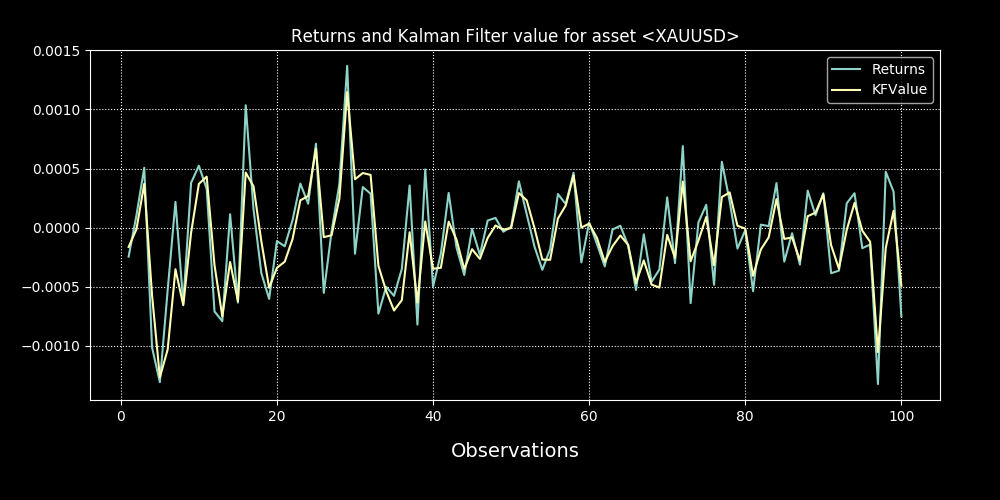 Returns and Kalman Filter value for asset <XAUUSD>
0.0015
0.0010
0.0005
0.0000
−0.0005
−0.0010
Returns
KFValue
0 20 40 60 80 100
Observations